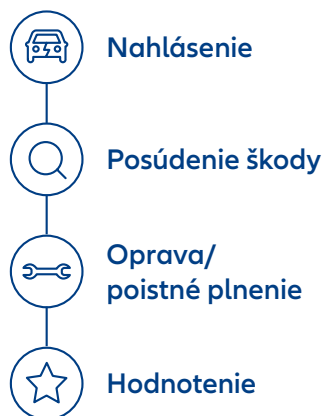 Nahlásenie
Posúdenie škody
Oprava/
poistné plnenie
Hodnotenie